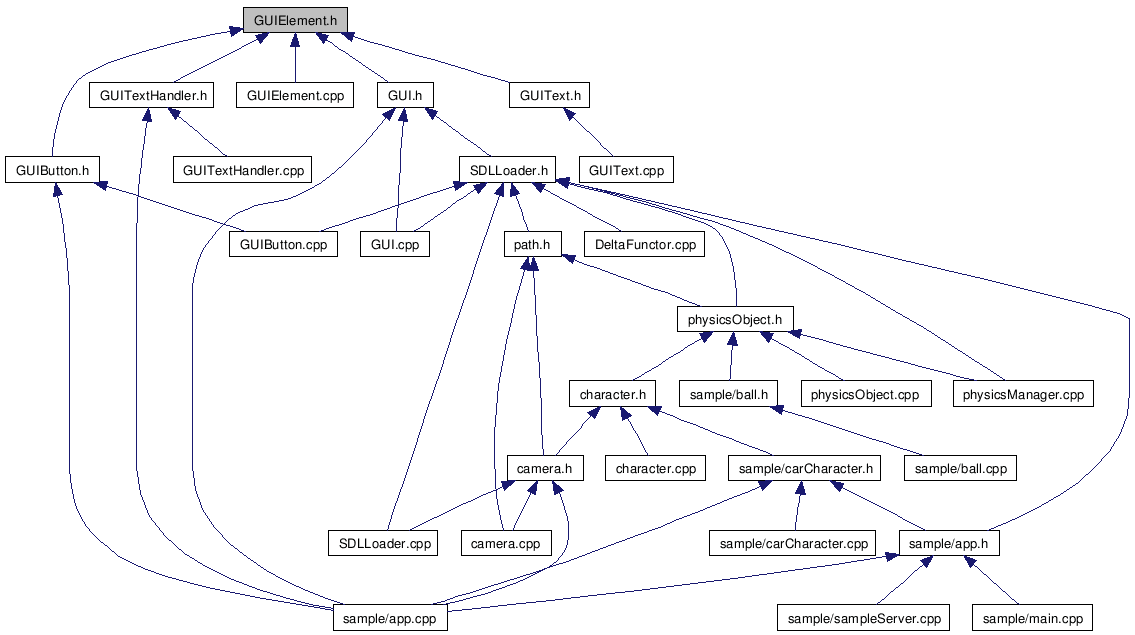 GUIElement.h
GUITextHandler.h
GUIElement.cpp
GUI.h
GUIText.h
GUIButton.h
GUITextHandler.cpp
SDLLoader.h
GUIText.cpp
GUIButton.cpp
GUI.cpp
path.h
DeltaFunctor.cpp
physicsObject.h
character.h
sample/ball.h
physicsObject.cpp
physicsManager.cpp
camera.h
character.cpp
sample/carCharacter.h
sample/ball.cpp
SDLLoader.cpp
camera.cpp
sample/carCharacter.cpp
sample/app.h
sample/app.cpp
sample/sampleServer.cpp
sample/main.cpp